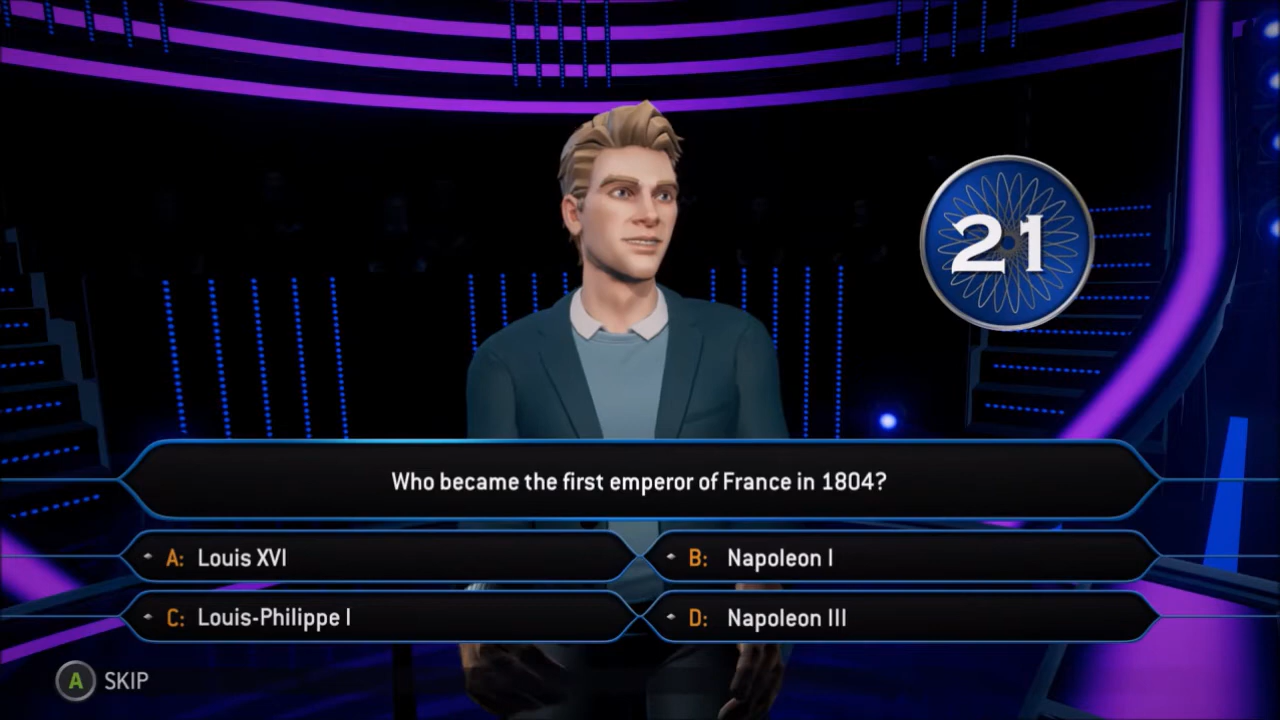 21
Who became the first emperor of France in 1804?
A: Louis XVI
B: Napoleon I
C: Louis-Philippe I
D: Napoleon III
A SKIP